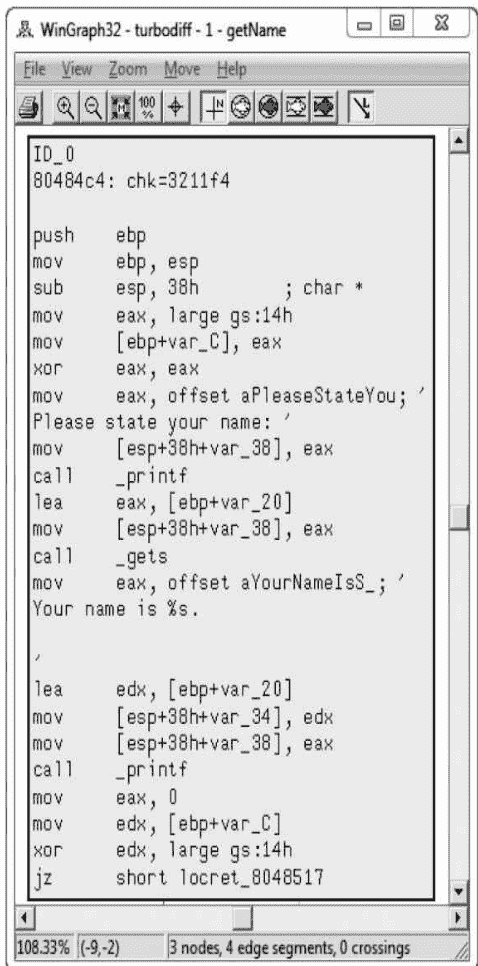 WinGraph32 - turbodiff - 1 - getName
File View Zoom Move Help
100 %
N
ID_0
80484c4: chk=3211f4
push ebp
mov ebp, esp
sub esp, 38h ; char *
mov eax, large gs:14h
mov [ebp+var_C], eax
xor eax, eax
mov eax, offset aPleaseStateYou; '
Please state your name: '
mov [esp+38h+var_38], eax
call _printf
lea eax, [ebp+var_20]
mov [esp+38h+var_38], eax
call _gets
mov eax, offset aYourNameIsS_; '
Your name is %s.
'
lea edx, [ebp+var_20]
mov [esp+38h+var_34], edx
mov [esp+38h+var_38], eax
call _printf
mov eax, 0
mov edx, [ebp+var_C]
xor edx, large gs:14h
jz short locret_8048517
108.33% (-9,-2) 3 nodes, 4 edge segments, 0 crossings